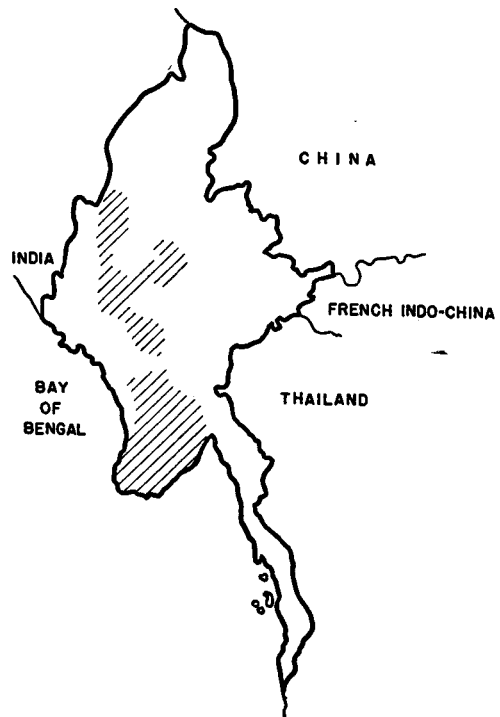 CHINA
INDIA
FRENCH INDO-CHINA
BAY
OF
BENGAL
THAILAND